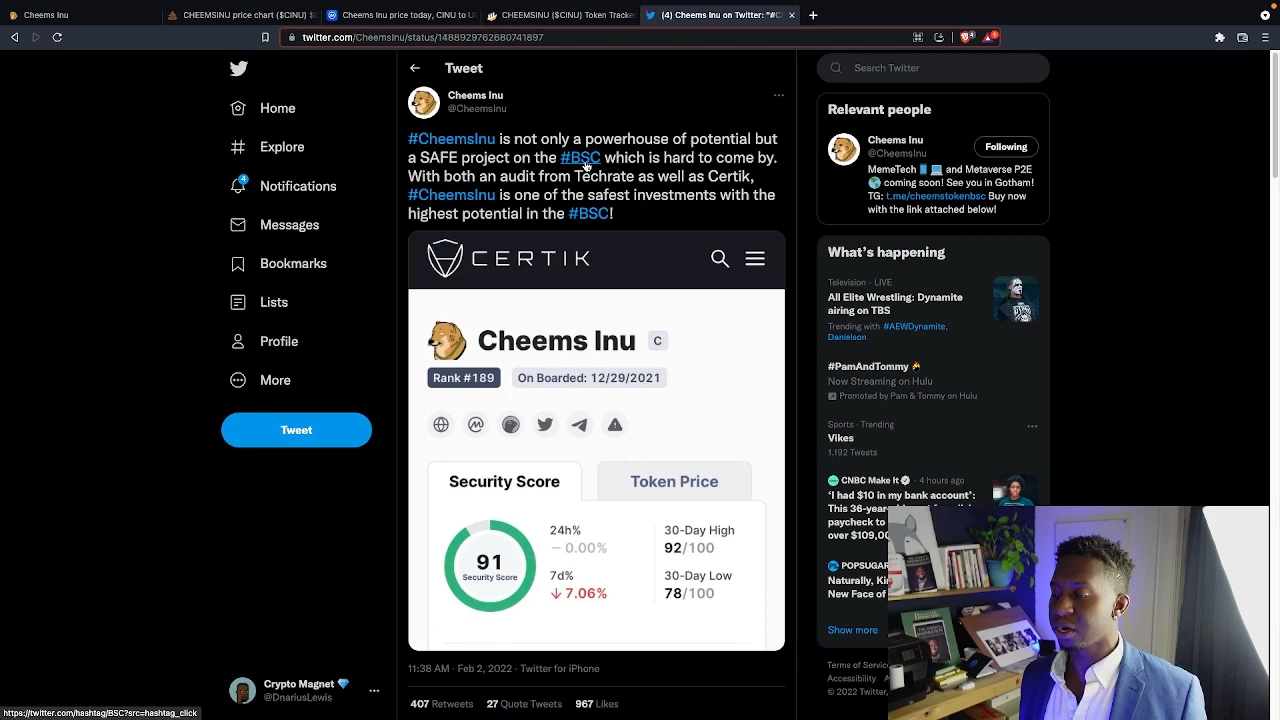 Cheems Inu
CHEEMSINU price chart ($CINU) $C
Cheems Inu price today, CINU to U
CHEEMSINU ($CINU) Token Tracke
(4) Cheems Inu on Twitter: "#C
twitter.com/CheemsInu/status/1488929762680741897
Home
Explore
4
Notifications
Messages
Bookmarks
Lists
Profile
More
Tweet
Crypto Magnet 💎
@DnariusLewis
https://twitter.com/hashtag/BSC?src=hashtag_click
Tweet
Cheems Inu
@CheemsInu
#CheemsInu is not only a powerhouse of potential but
a SAFE project on the #BSC which is hard to come by.
With both an audit from Techrate as well as Certik,
#CheemsInu is one of the safest investments with the
highest potential in the #BSC!
CERTIK
Cheems Inu C
Rank #189 On Boarded: 12/29/2021
Security Score Token Price
91
Security Score
24h%
– 0.00%
7d%
↓ 7.06%
30-Day High
92/100
30-Day Low
78/100
11:38 AM · Feb 2, 2022 · Twitter for iPhone
407 Retweets 27 Quote Tweets 967 Likes
Search Twitter
Relevant people
Cheems Inu
@CheemsInu
Following
MemeTech 📱 💻 and Metaverse P2E
🌎 coming soon! See you in Gotham!
TG: t.me/cheemstokenbsc Buy now
with the link attached below!
What's happening
Television · LIVE
All Elite Wrestling: Dynamite
airing on TBS
Trending with #AEWDynamite,
Danielson
#PamAndTommy
Now Streaming on Hulu
Promoted by Pam & Tommy on Hulu
Sports · Trending
Vikes
1,192 Tweets
CNBC Make It · 4 hours ago
'I had $10 in my bank account':
This 36-year-
paycheck to
over $109,0
POPSUGAR
Naturally, Ki
New Face of
Show more
Terms of Servic
Accessibility
© 2022 Twitter,